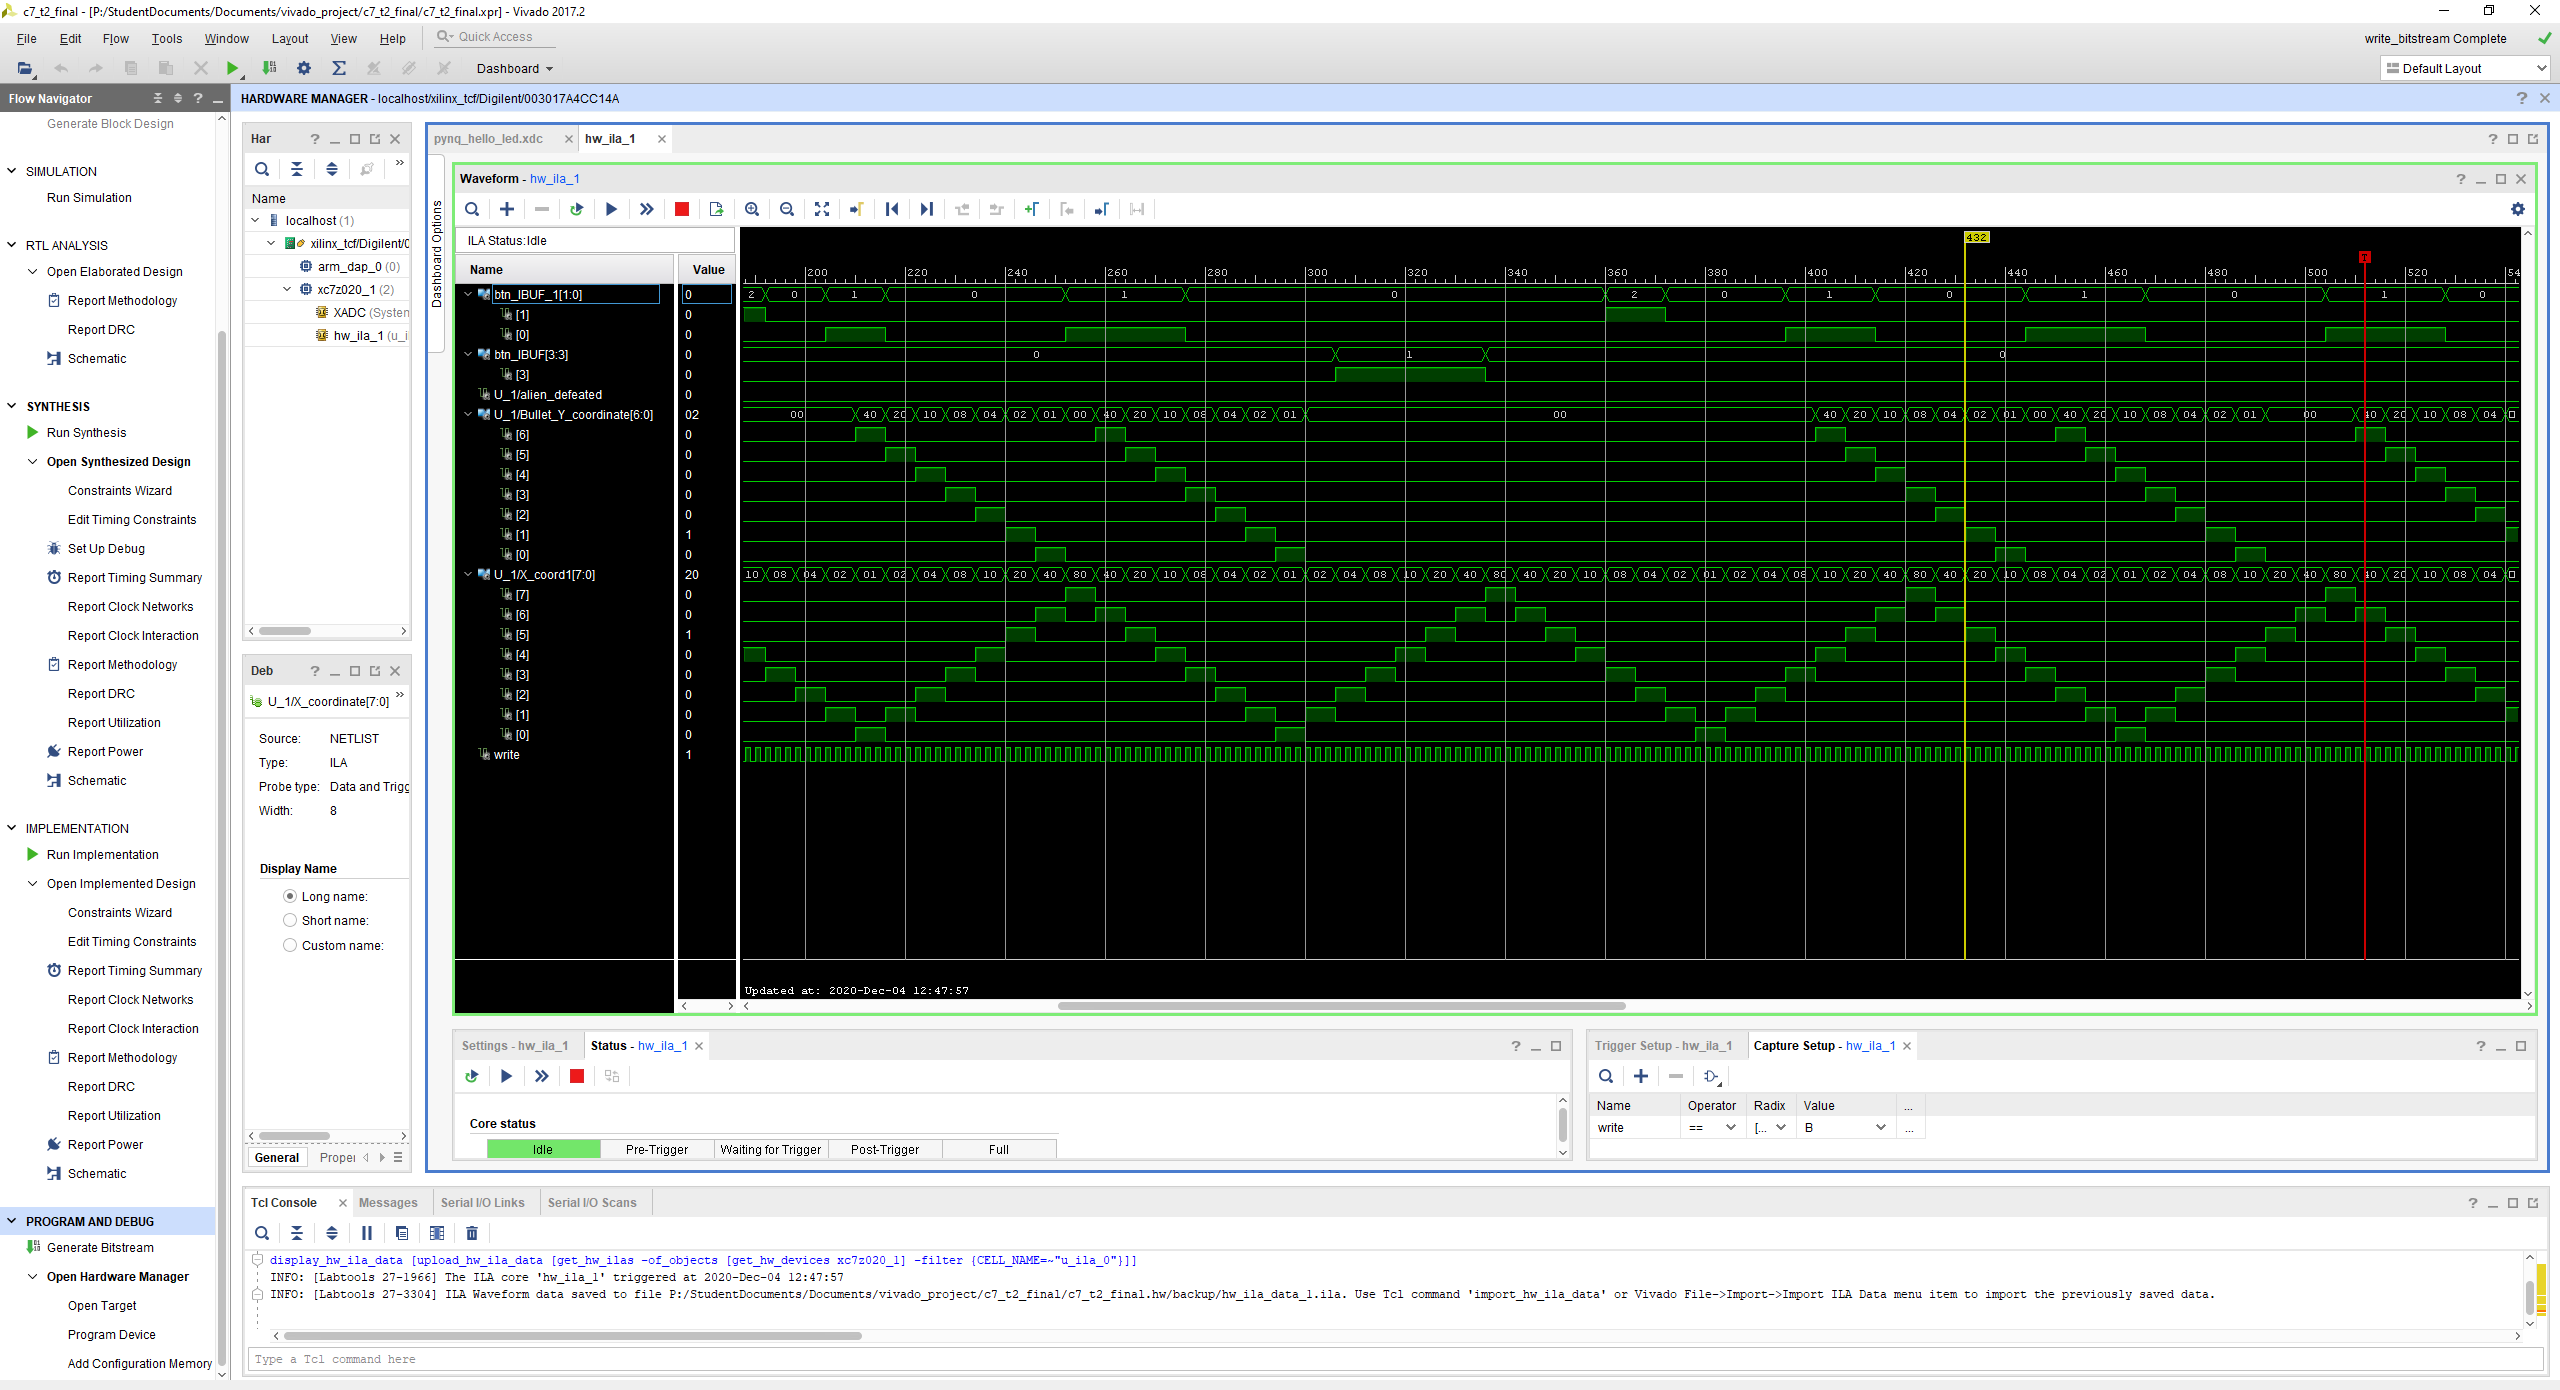 c7_t2_final - [P:/StudentDocuments/Documents/vivado_project/c7_t2_final/c7_t2_final.xpr] - Vivado 2017.2
File Edit Flow Tools Window Layout View Help Quick Access
write_bitstream Complete
Dashboard
Default Layout
Flow Navigator
HARDWARE MANAGER - localhost/xilinx_tcf/Digilent/003017A4CC14A
Generate Block Design
SIMULATION
Run Simulation
RTL ANALYSIS
Open Elaborated Design
Report Methodology
Report DRC
Schematic
SYNTHESIS
Run Synthesis
Open Synthesized Design
Constraints Wizard
Edit Timing Constraints
Set Up Debug
Report Timing Summary
Report Clock Networks
Report Clock Interaction
Report Methodology
Report DRC
Report Utilization
Report Power
Schematic
IMPLEMENTATION
Run Implementation
Open Implemented Design
Constraints Wizard
Edit Timing Constraints
Report Timing Summary
Report Clock Networks
Report Clock Interaction
Report Methodology
Report DRC
Report Utilization
Report Power
Schematic
PROGRAM AND DEBUG
Generate Bitstream
Open Hardware Manager
Open Target
Program Device
Add Configuration Memory
Har
Name
localhost (1)
xilinx_tcf/Digilent/0
arm_dap_0 (0)
xc7z020_1 (2)
XADC (System
hw_ila_1 (u_i
Deb
U_1/X_coordinate[7:0]
Source: NETLIST
Type: ILA
Probe type: Data and Trigg
Width: 8
Display Name
Long name:
Short name:
Custom name:
General Proper
pynq_hello_led.xdc hw_ila_1
Dashboard Options
Waveform - hw_ila_1
ILA Status:Idle
Name Value
432
T
200 220 240 260 280 300 320 340 360 380 400 420 440 460 480 500 520 54
btn_IBUF_1[1:0] 0 2 0 1 0 1 0 2 0 1 0 1 0 1 0
[1] 0
[0] 0
btn_IBUF[3:3] 0 0 1 0
[3] 0
U_1/alien_defeated 0
U_1/Bullet_Y_coordinate[6:0] 02 00 40 20 10 08 04 02 01 00 40 20 10 08 04 02 01 00 40 20 10 08 04 02 01 00 40 20 10 08 04 02 01 00 40 20 10 08 04
[6] 0
[5] 0
[4] 0
[3] 0
[2] 0
[1] 1
[0] 0
U_1/X_coord1[7:0] 20 10 08 04 02 01 02 04 08 10 20 40 80 40 20 10 08 04 02 01 02 04 08 10 20 40 80 40 20 10 08 04 02 01 02 04 08 10 20 40 80 40 20 10 08 04 02 01 02 04 08 10 20 40 80 40 20 10 08 04
[7] 0
[6] 0
[5] 1
[4] 0
[3] 0
[2] 0
[1] 0
[0] 0
write 1
Updated at: 2020-Dec-04 12:47:57
Settings - hw_ila_1 Status - hw_ila_1
Core status
Idle Pre-Trigger Waiting for Trigger Post-Trigger Full
Trigger Setup - hw_ila_1 Capture Setup - hw_ila_1
Name Operator Radix Value ...
write == [... B ...
Tcl Console Messages Serial I/O Links Serial I/O Scans
display_hw_ila_data [upload_hw_ila_data [get_hw_ilas -of_objects [get_hw_devices xc7z020_1] -filter {CELL_NAME=~"u_ila_0"}]]
INFO: [Labtools 27-1966] The ILA core 'hw_ila_1' triggered at 2020-Dec-04 12:47:57
INFO: [Labtools 27-3304] ILA Waveform data saved to file P:/StudentDocuments/Documents/vivado_project/c7_t2_final/c7_t2_final.hw/backup/hw_ila_data_1.ila. Use Tcl command 'import_hw_ila_data' or Vivado File->Import->Import ILA Data menu item to import the previously saved data.
Type a Tcl command here